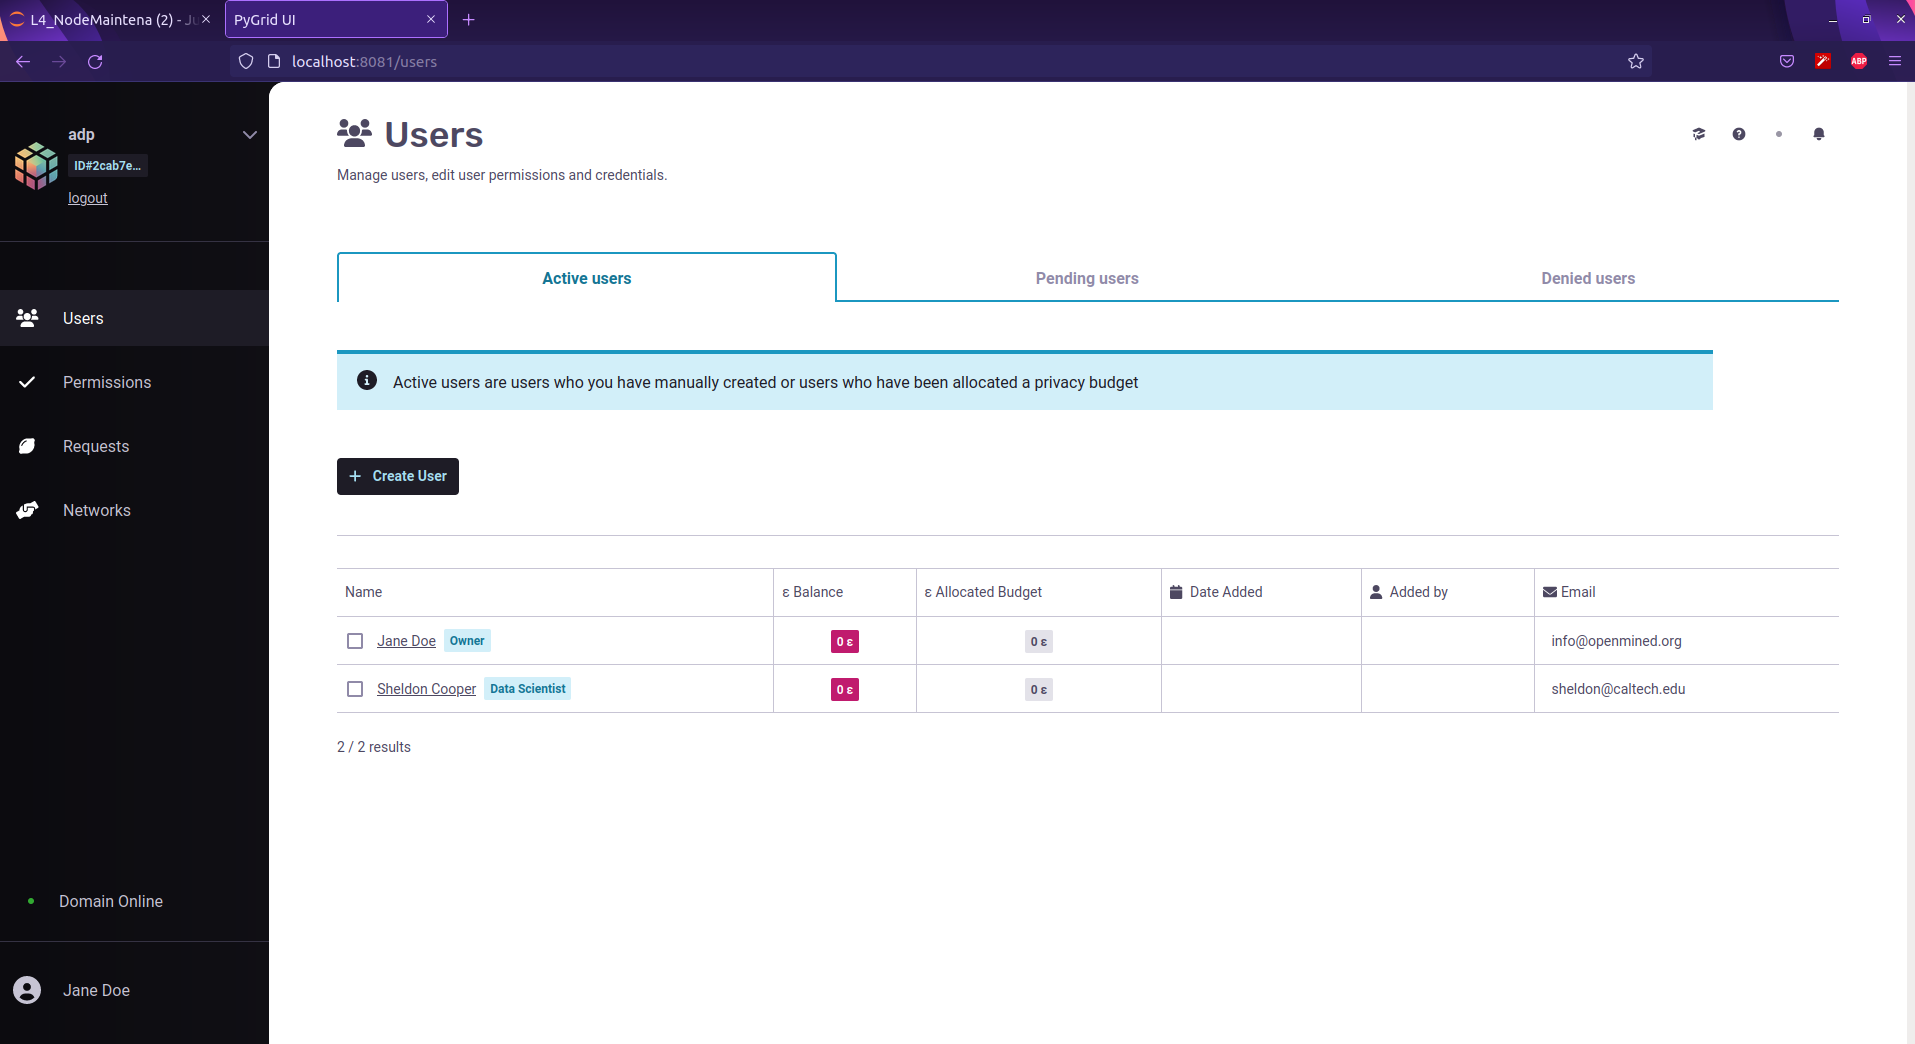 L4_NodeMaintena (2) - Ju
PyGrid UI
localhost:8081/users
ABP
adp
ID#2cab7e...
logout
Users
Permissions
Requests
Networks
Domain Online
Jane Doe
Users
Manage users, edit user permissions and credentials.
Active users
Pending users
Denied users
Active users are users who you have manually created or users who have been allocated a privacy budget
+ Create User
Name
ε Balance
ε Allocated Budget
Date Added
Added by
Email
Jane Doe Owner 0 ε 0 ε info@openmined.org
Sheldon Cooper Data Scientist 0 ε 0 ε sheldon@caltech.edu
2 / 2 results